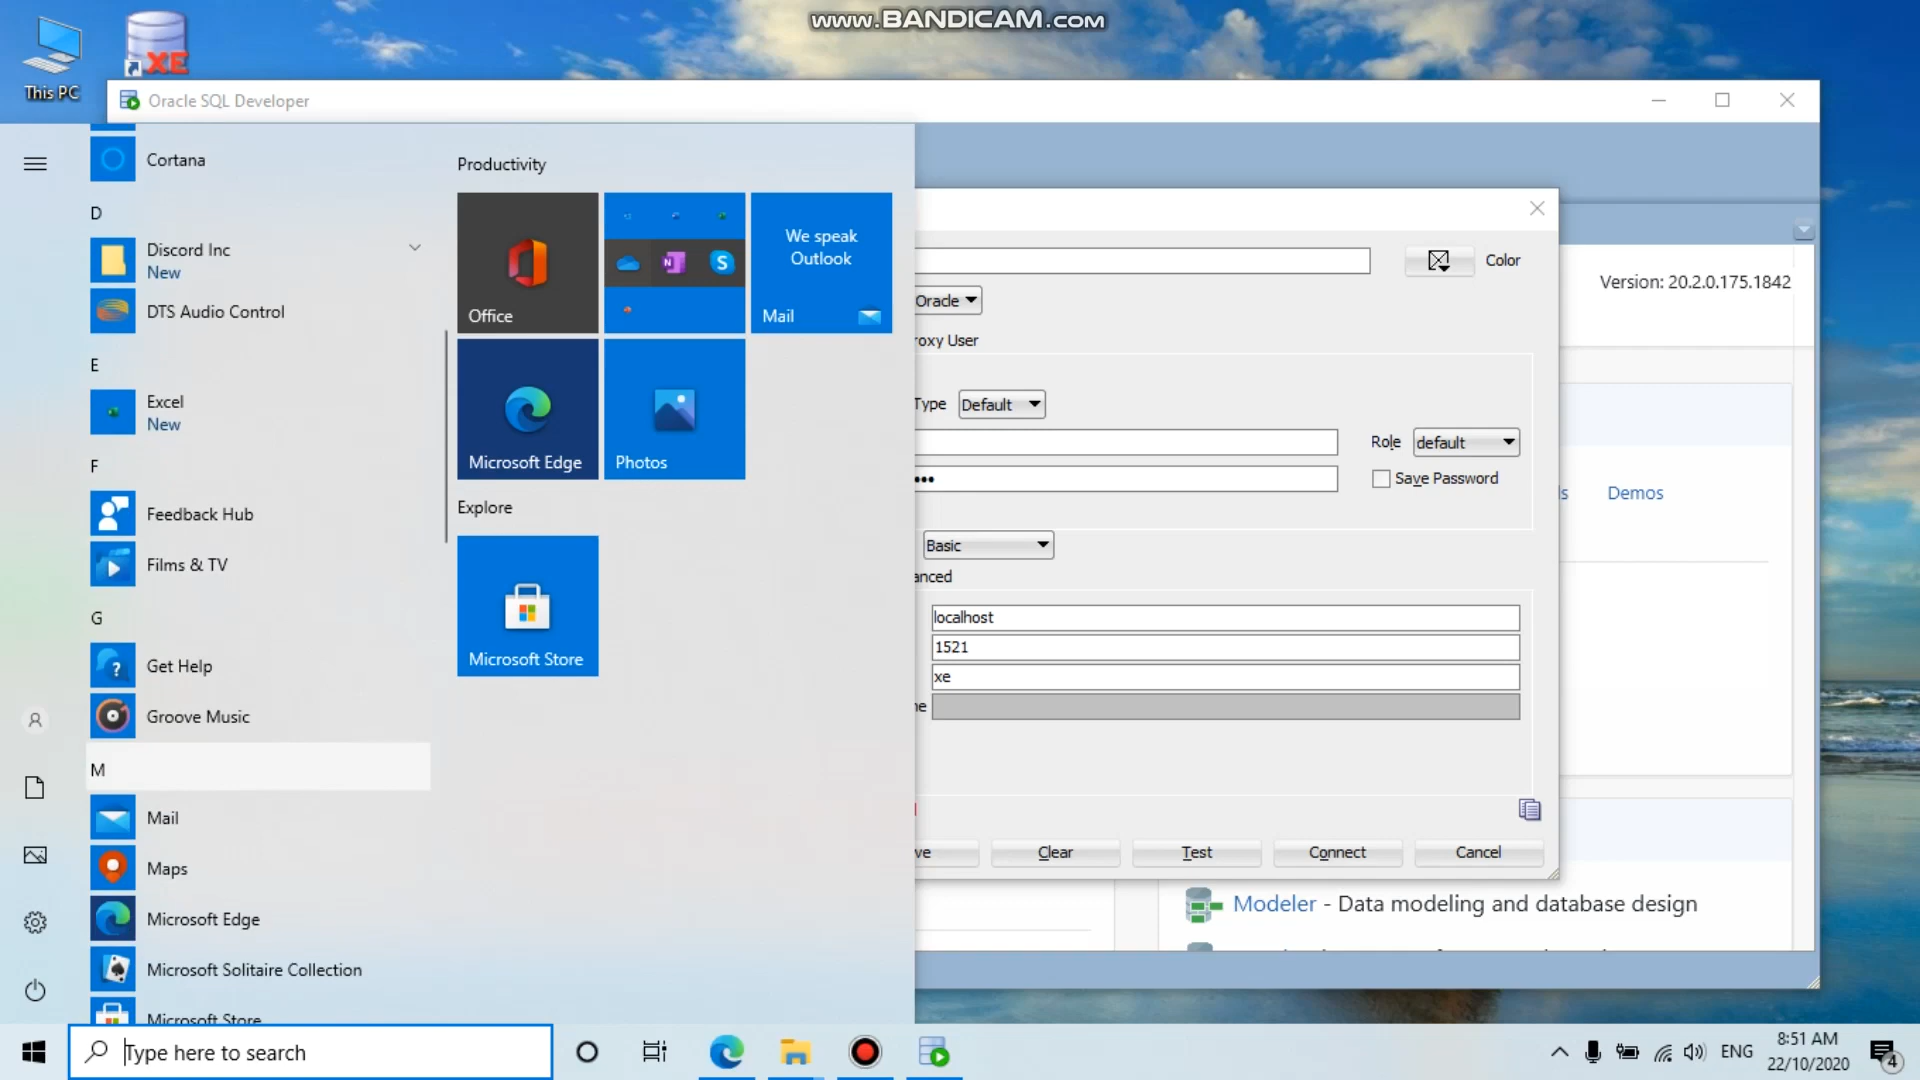 www.BANDICAM.com
XE
This PC
Oracle SQL Developer
Cortana
D
Discord Inc
New
DTS Audio Control
E
Excel
New
F
Feedback Hub
Films & TV
G
Get Help
Groove Music
M
Mail
Maps
Microsoft Edge
Microsoft Solitaire Collection
Microsoft Store
Productivity
Office
We speak
Outlook
Mail
Microsoft Edge
Photos
Explore
Microsoft Store
Color
Oracle
roxy User
Type Default
Role default
Save Password
Basic
anced
localhost
1521
xe
ne
ve Clear Test Connect Cancel
Version: 20.2.0.175.1842
ls Demos
Modeler - Data modeling and database design
Type here to search
ENG
8:51 AM
22/10/2020
4